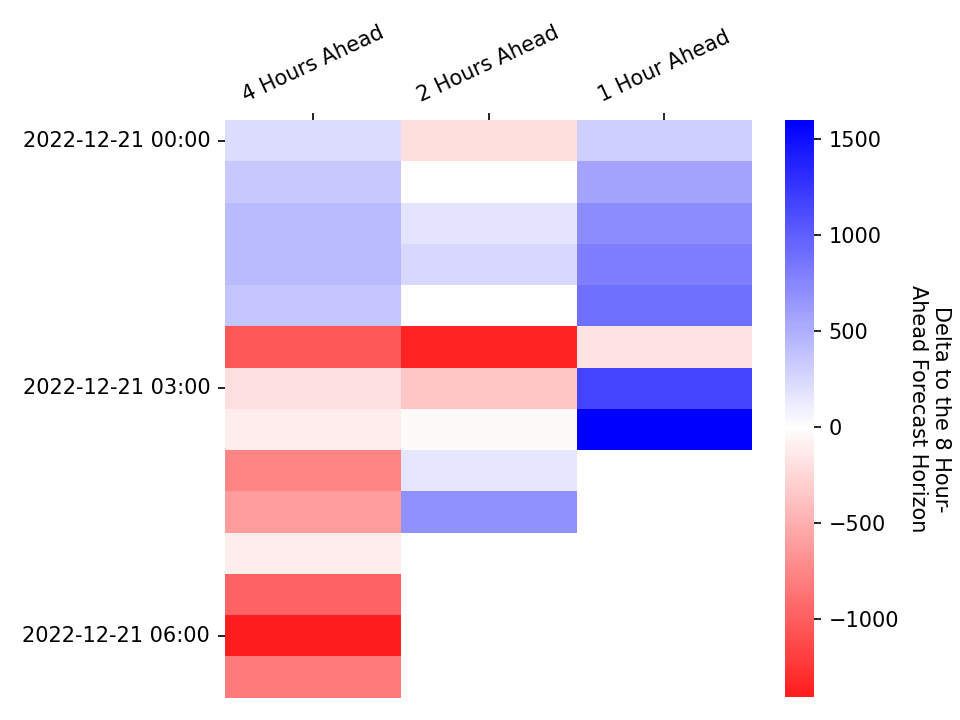 4 Hours Ahead
2 Hours Ahead
1 Hour Ahead
2022-12-21 00:00
2022-12-21 03:00
2022-12-21 06:00
1500
1000
500
0
−500
−1000
Delta to the 8 Hour-
Ahead Forecast Horizon